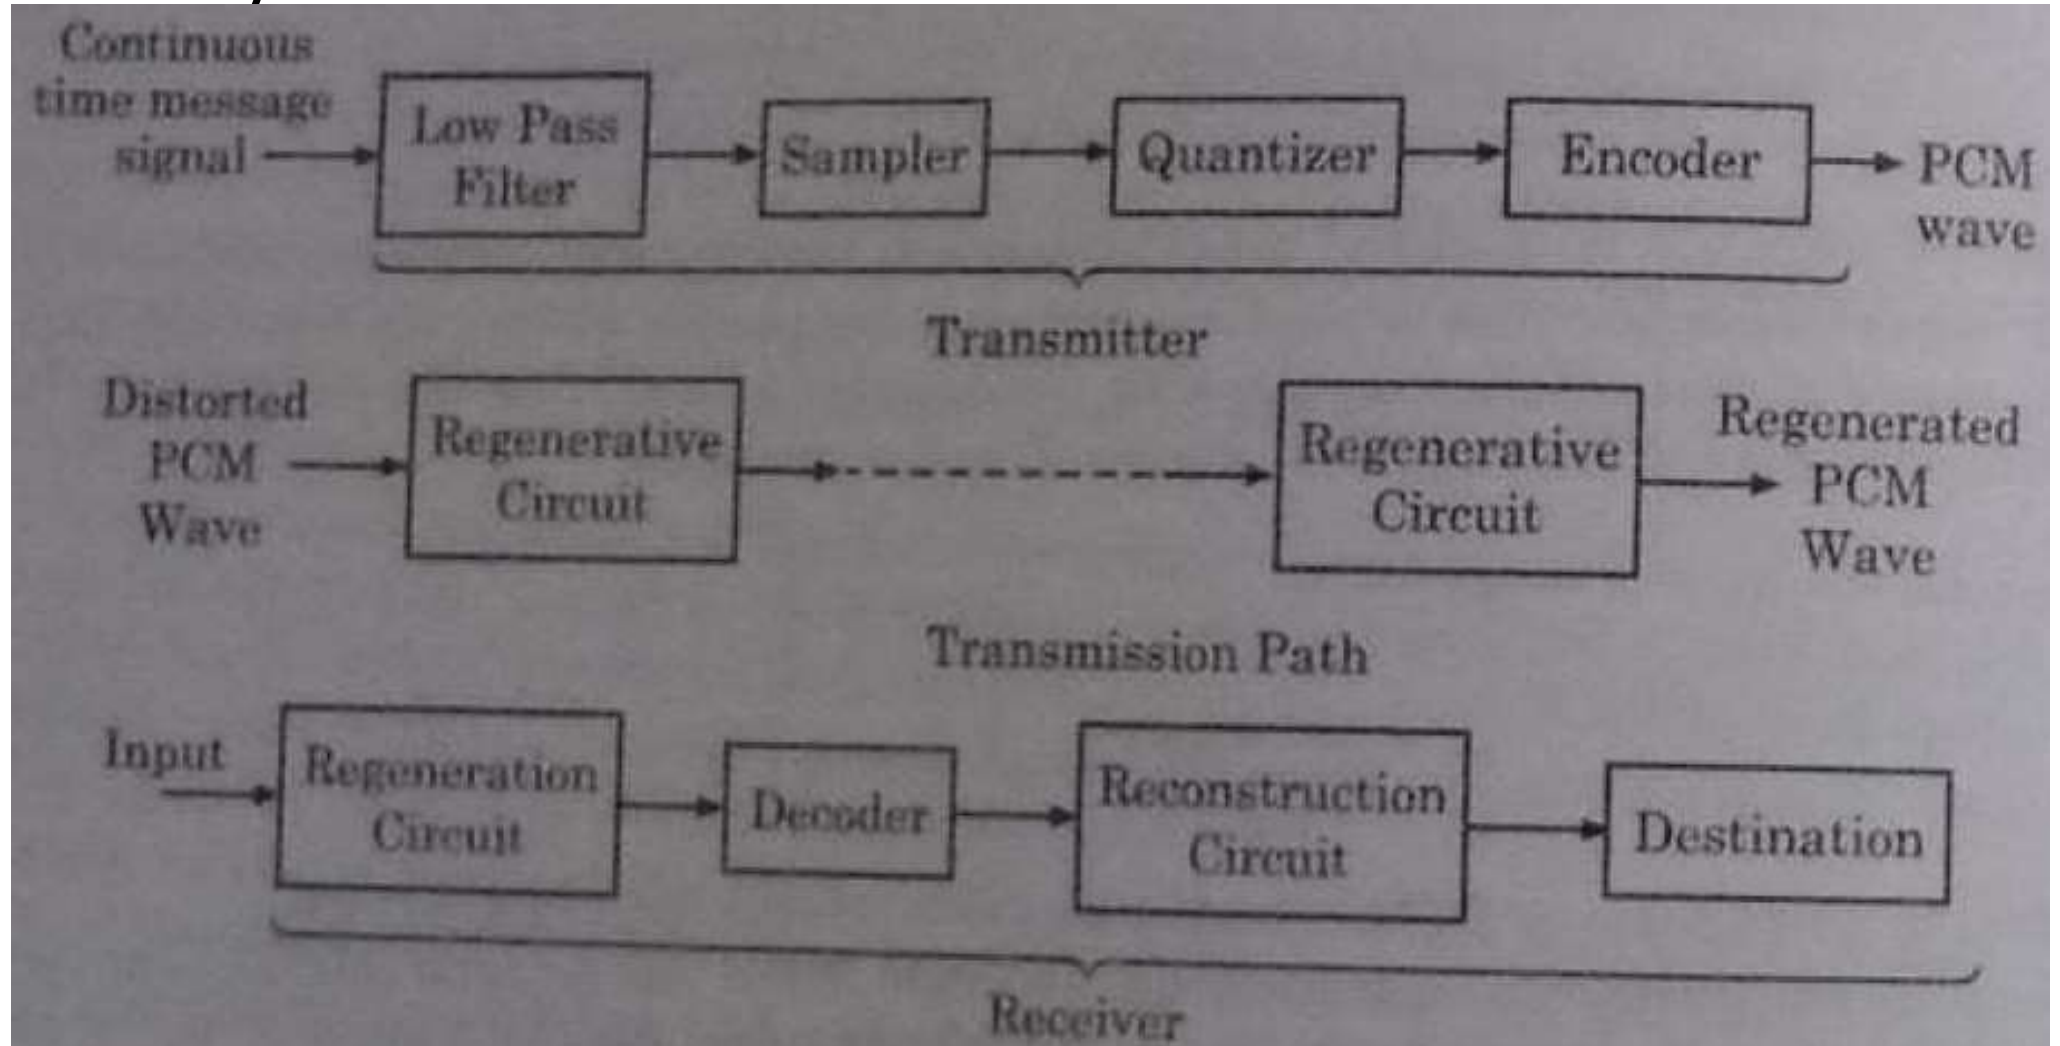 Continuous
time message
signal
Low Pass
Filter
Sampler
Quantizer
Encoder
PCM
wave
Transmitter
Distorted
PCM
Wave
Regenerative
Circuit
Regenerative
Circuit
Regenerated
PCM
Wave
Transmission Path
Input
Regeneration
Circuit
Decoder
Reconstruction
Circuit
Destination
Receiver